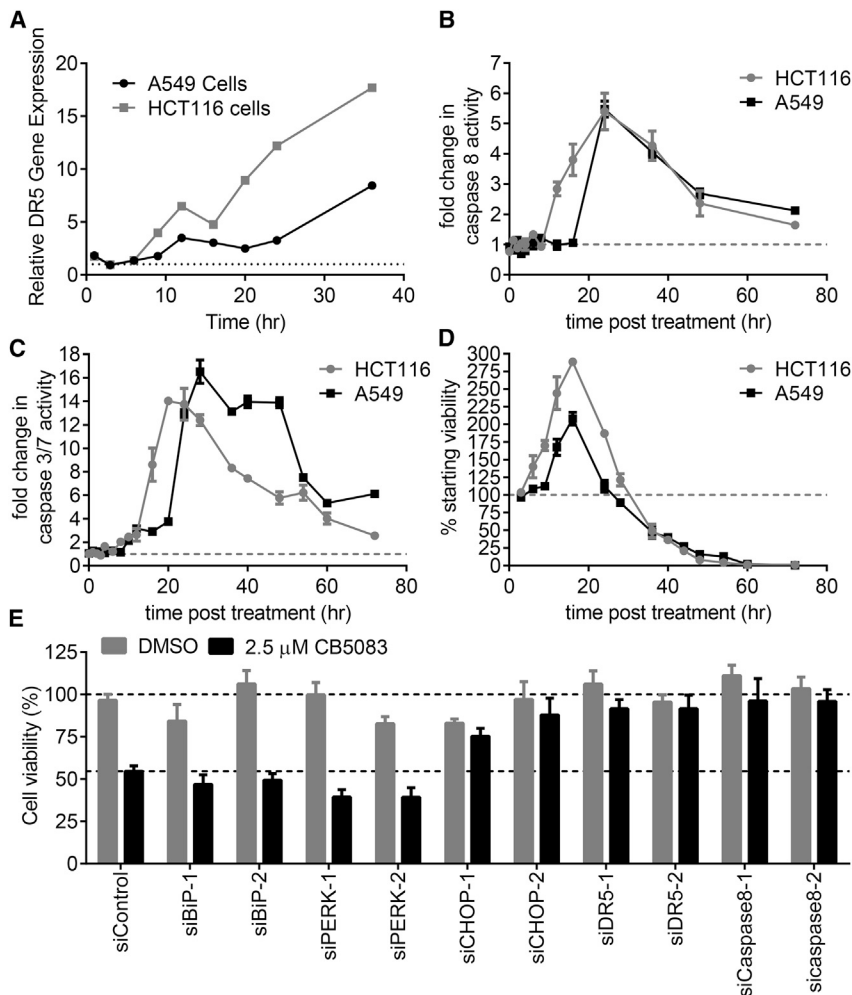 A
Relative DR5 Gene Expression
20
15
10
5
0
A549 Cells
HCT116 cells
0 10 20 30 40
Time (hr)
B
fold change in
caspase 8 activity
7
6
5
4
3
2
1
0
HCT116
A549
0 20 40 60 80
time post treatment (hr)
C
fold change in
caspase 3/7 activity
18
16
14
12
10
8
6
4
2
1
0
HCT116
A549
0 20 40 60 80
time post treatment (hr)
D
% starting viability
300
275
250
225
200
175
150
125
100
75
50
25
0
HCT116
A549
0 20 40 60 80
time post treatment (hr)
E
DMSO 2.5 μM CB5083
Cell viability (%)
125
100
75
50
25
0
siControl
siBiP-1
siBiP-2
siPERK-1
siPERK-2
siCHOP-1
siCHOP-2
siDR5-1
siDR5-2
siCaspase8-1
sicaspase8-2